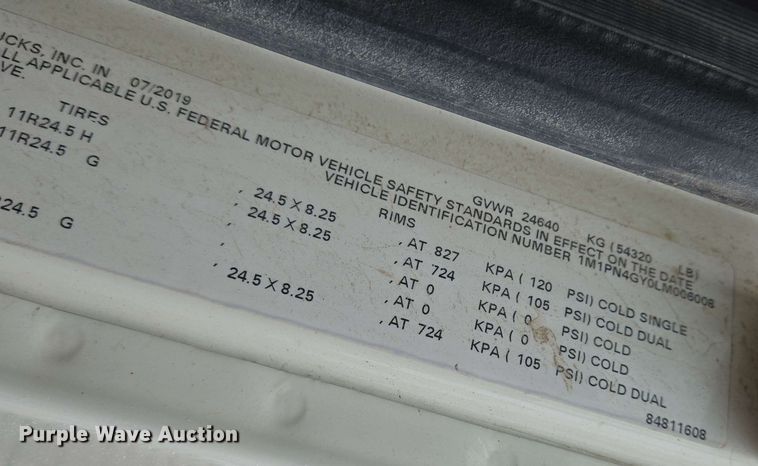 UCKS, INC. IN 07/2019 GVWR 24640 KG ( 54320 LB)
LL APPLICABLE U.S. FEDERAL MOTOR VEHICLE SAFETY STANDARDS IN EFFECT ON THE DATE
VE. VEHICLE IDENTIFICATION NUMBER 1M1PN4GY0LM006008
TIRES RIMS
11R24.5 H , 24.5 X 8.25 , AT 827 KPA ( 120 PSI) COLD SINGLE
11R24.5 G , 24.5 X 8.25 , AT 724 KPA ( 105 PSI) COLD DUAL
, , AT 0 KPA ( 0 PSI) COLD
, , AT 0 KPA ( 0 PSI) COLD
24.5 G , 24.5 X 8.25 , AT 724 KPA ( 105 PSI) COLD DUAL
84811608
Purple Wave Auction